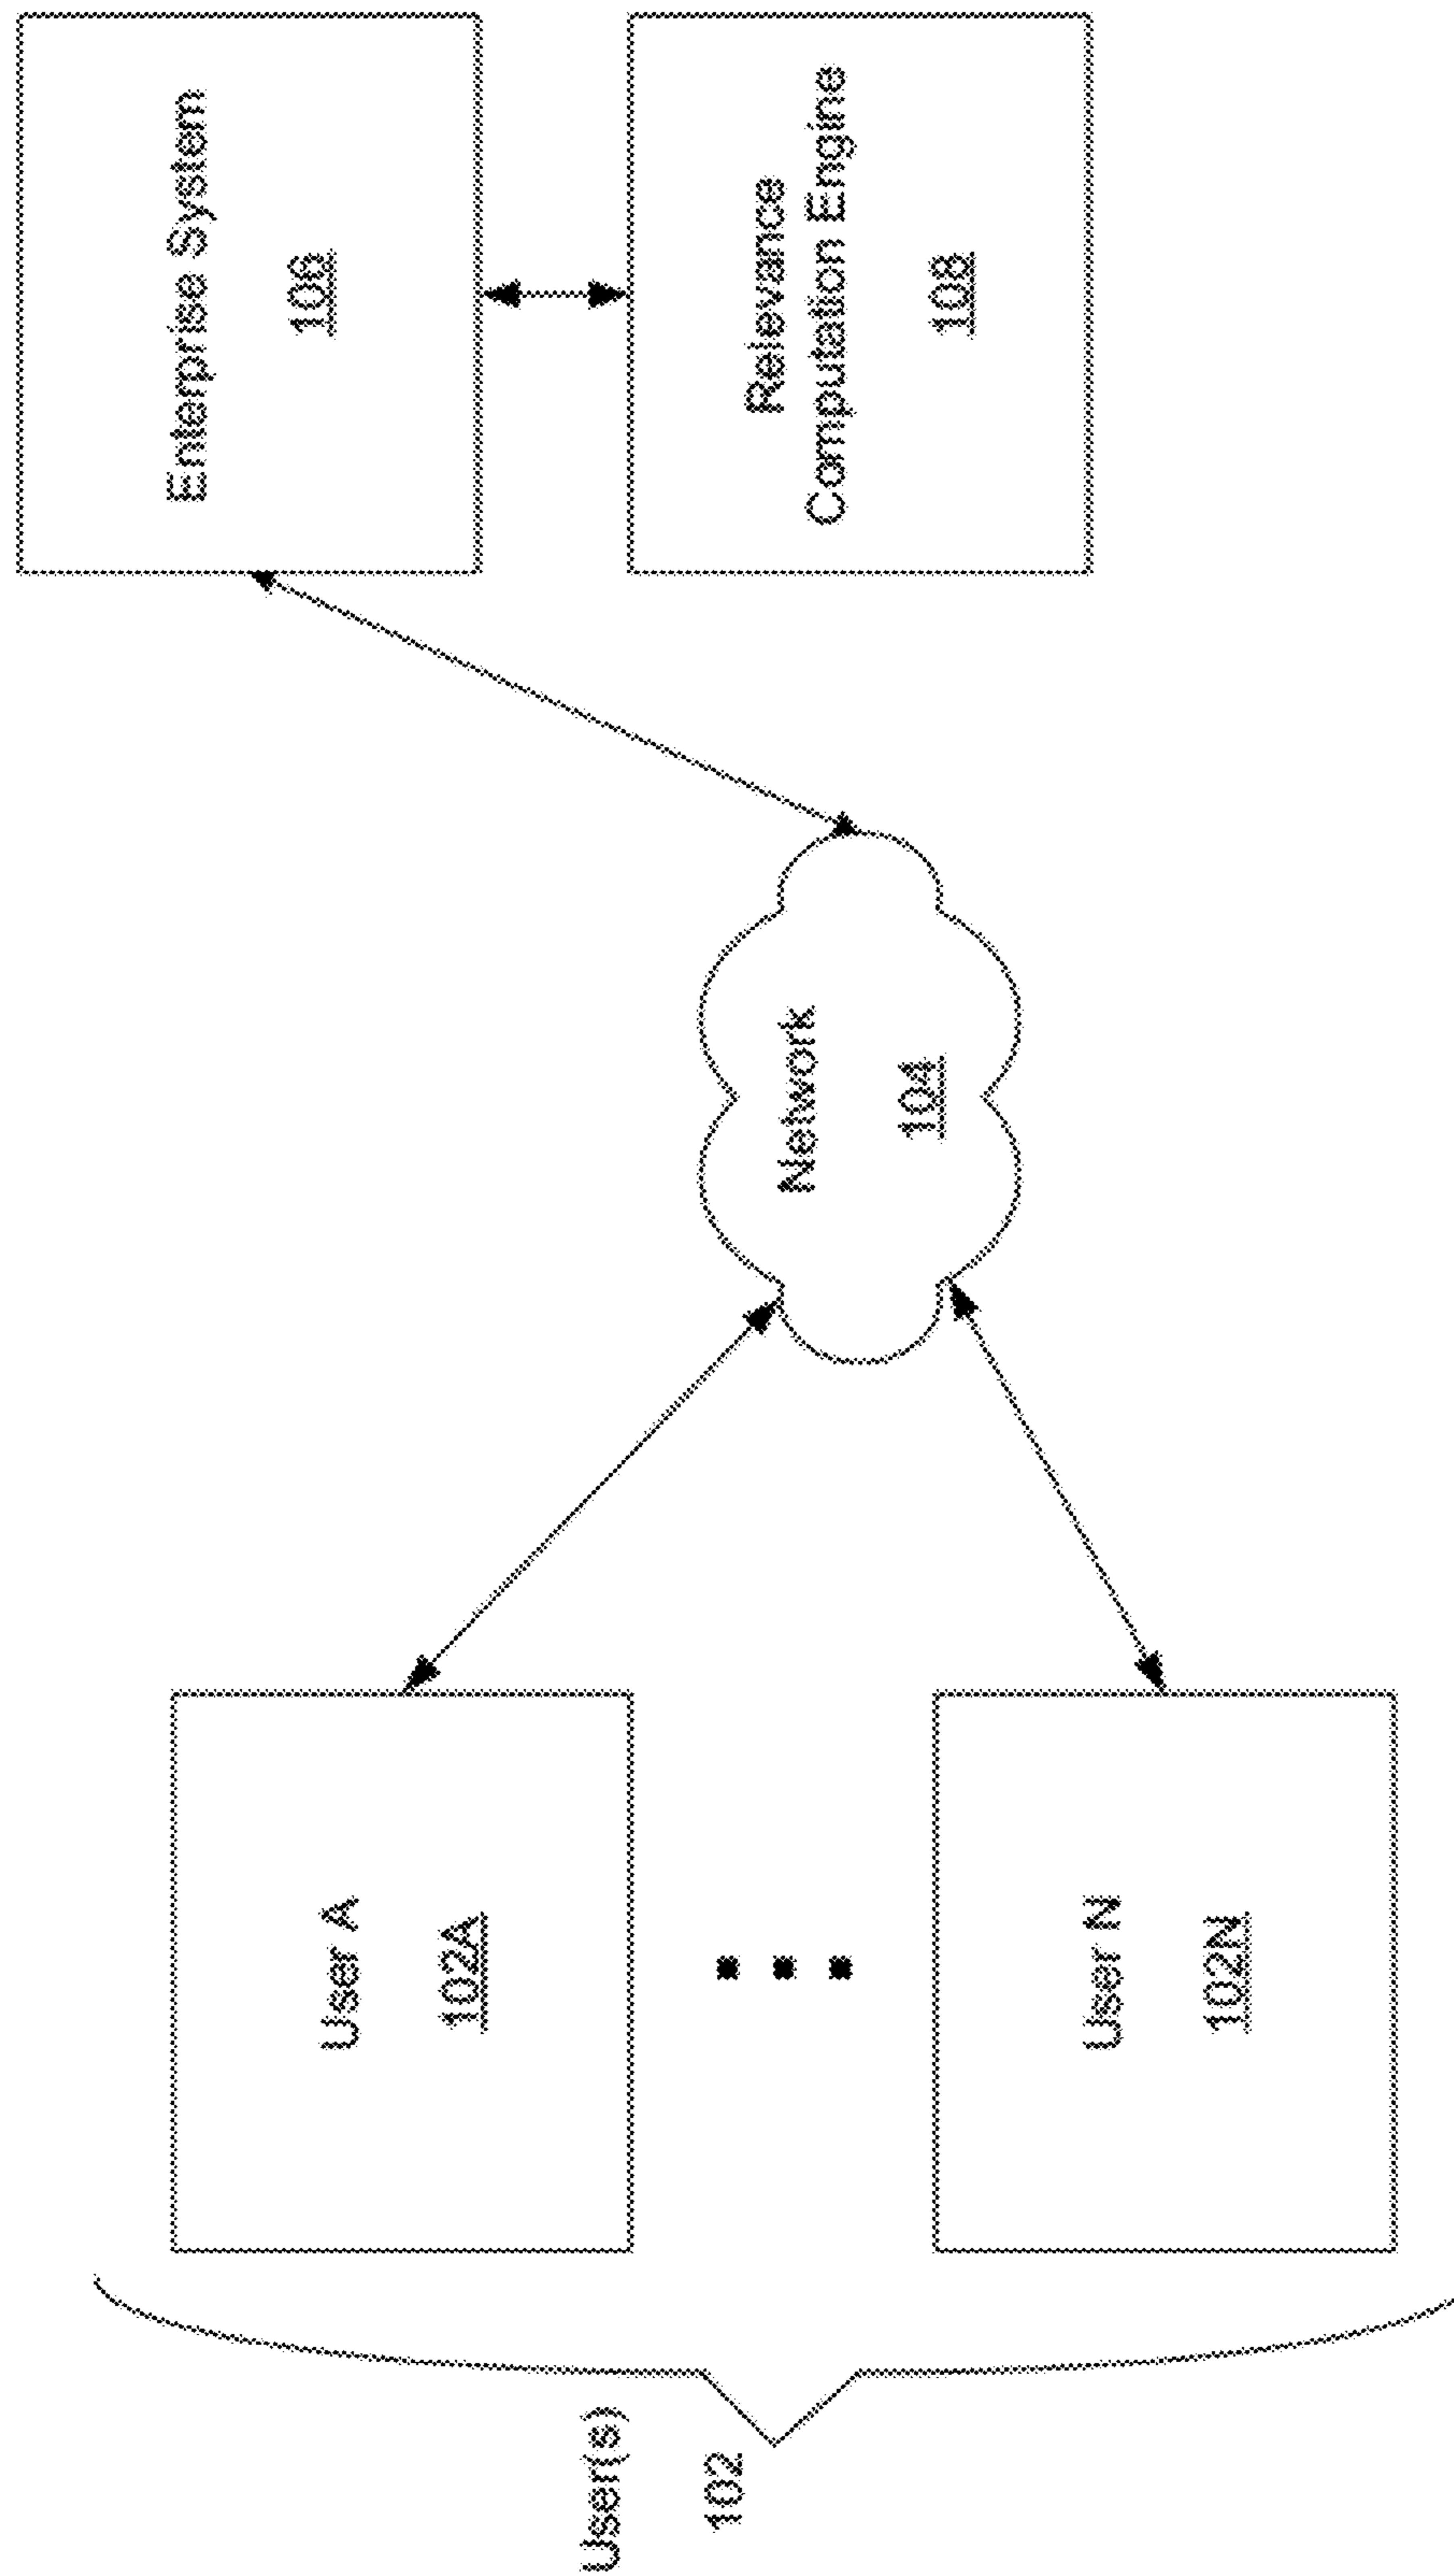 User(s)
102
User A
102A
User N
102N
Network
104
Enterprise System
106
Relevance
Computation Engine
108